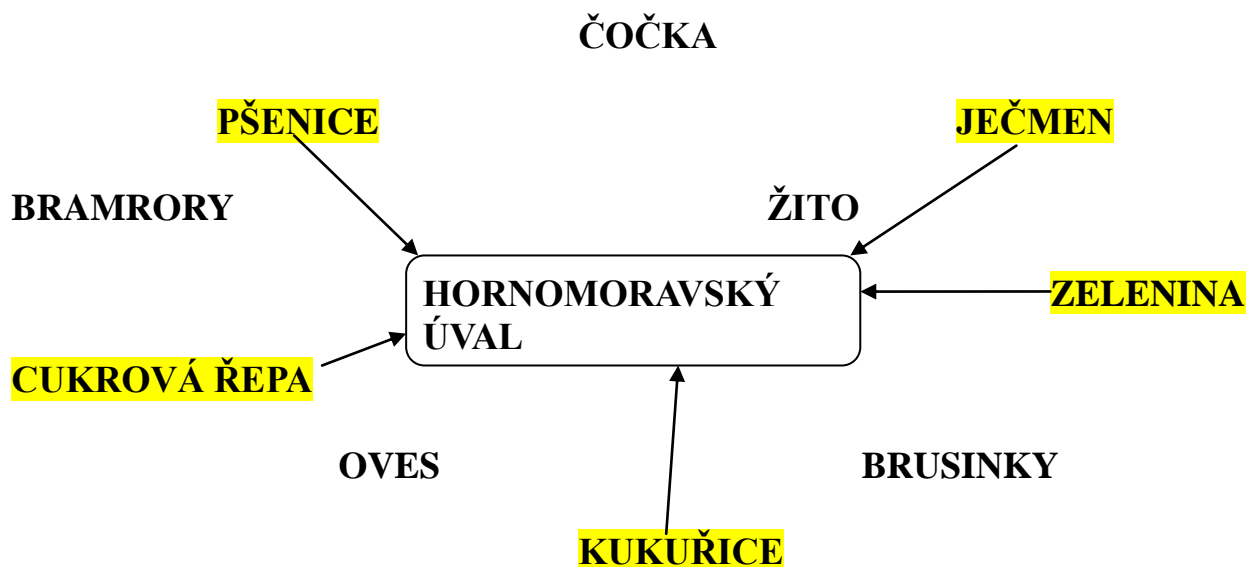 ČOČKA
PŠENICE
JEČMEN
BRAMRORY
ŽITO
HORNOMORAVSKÝ
ÚVAL
ZELENINA
CUKROVÁ ŘEPA
OVES
BRUSINKY
KUKUŘICE